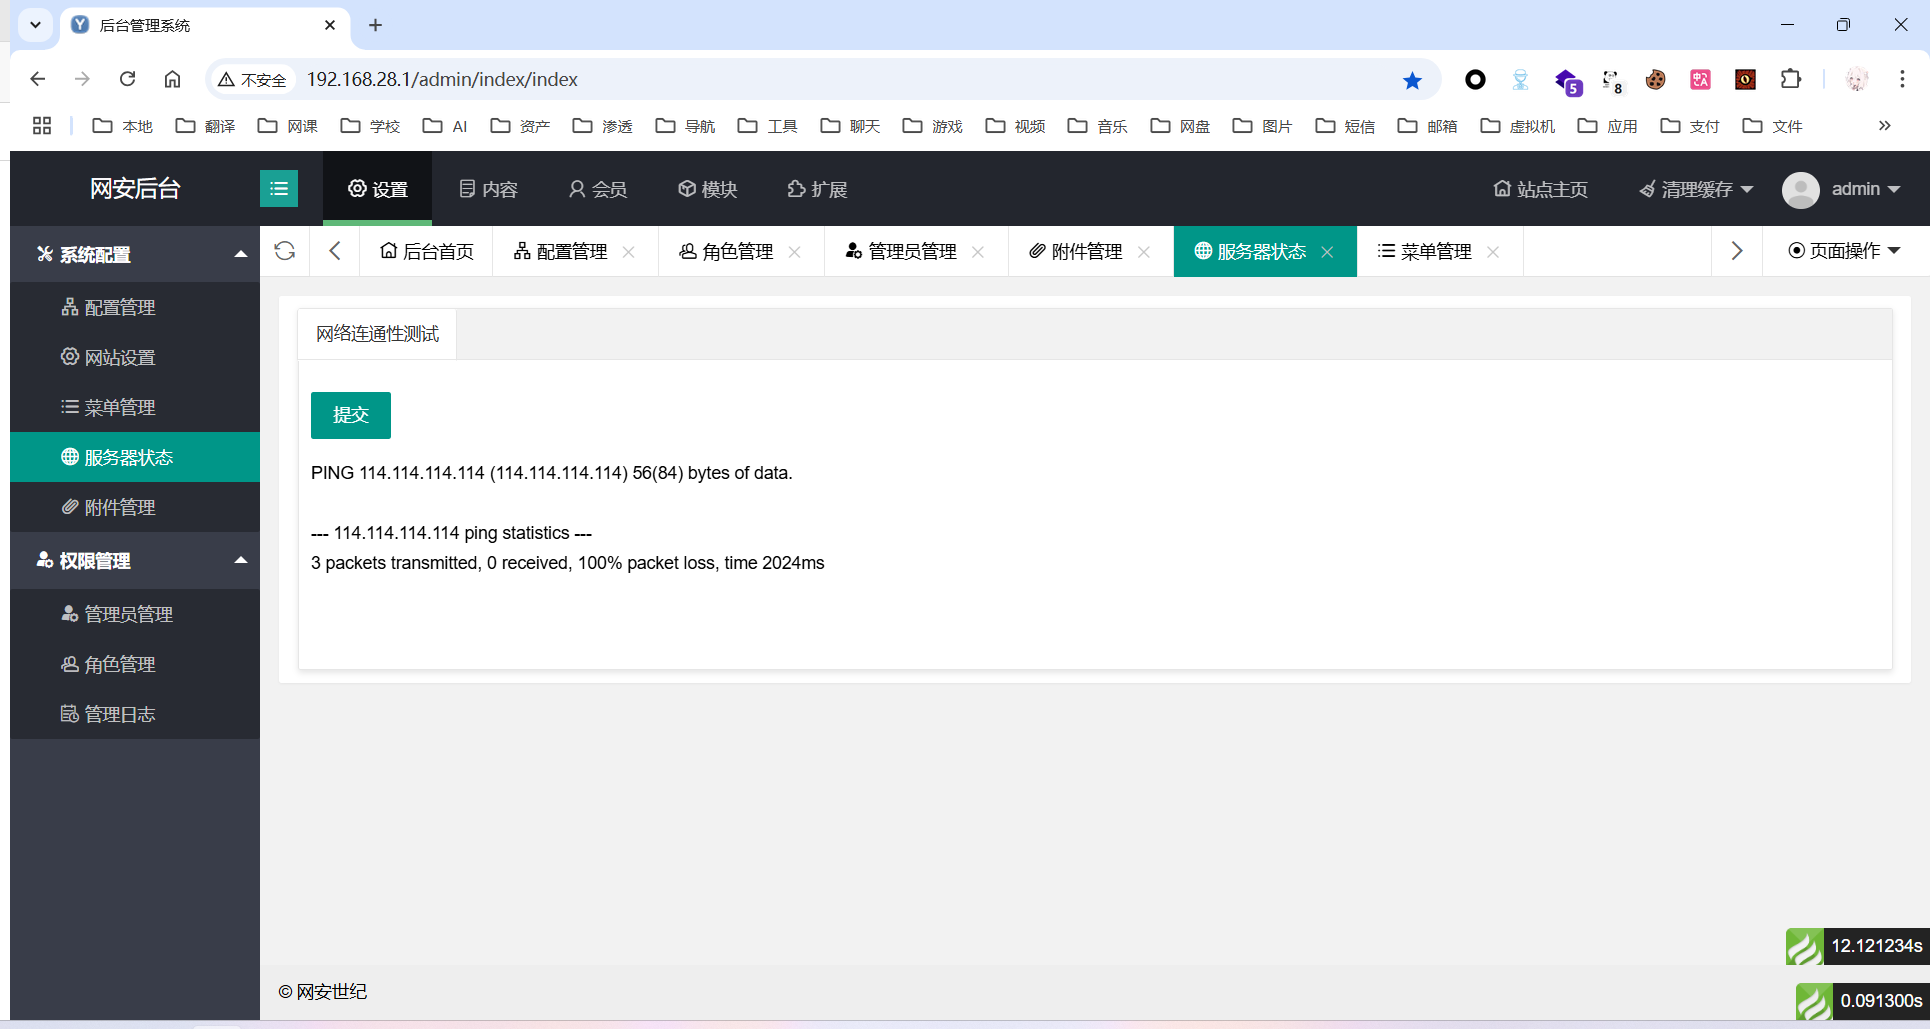 后台管理系统
不安全 192.168.28.1/admin/index/index
5 8
本地 翻译 网课 学校 AI 资产 渗透 导航 工具 聊天 游戏 视频 音乐 网盘 图片 短信 邮箱 虚拟机 应用 支付 文件
网安后台 设置 内容 会员 模块 扩展 站点主页 清理缓存 admin
系统配置
配置管理
网站设置
菜单管理
服务器状态
附件管理
权限管理
管理员管理
角色管理
管理日志
后台首页 配置管理 角色管理 管理员管理 附件管理 服务器状态 菜单管理 页面操作
网络连通性测试
提交
PING 114.114.114.114 (114.114.114.114) 56(84) bytes of data.
--- 114.114.114.114 ping statistics ---
3 packets transmitted, 0 received, 100% packet loss, time 2024ms
12.121234s
© 网安世纪
0.091300s